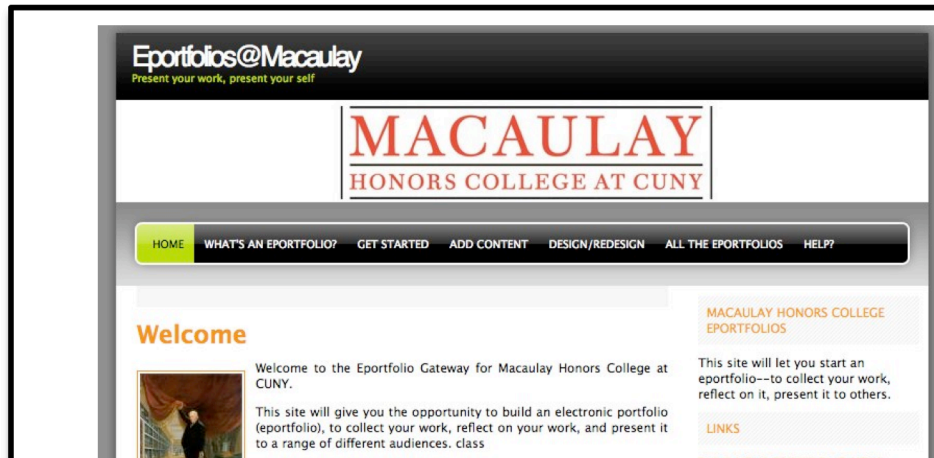 Eportfolios@Macaulay
Present your work, present your self
MACAULAY
HONORS COLLEGE AT CUNY
HOME WHAT'S AN EPORTFOLIO? GET STARTED ADD CONTENT DESIGN/REDESIGN ALL THE EPORTFOLIOS HELP?
Welcome
Welcome to the Eportfolio Gateway for Macaulay Honors College at
CUNY.
This site will give you the opportunity to build an electronic portfolio
(eportfolio), to collect your work, reflect on your work, and present it
to a range of different audiences. class
MACAULAY HONORS COLLEGE
EPORTFOLIOS
This site will let you start an
eportfolio--to collect your work,
reflect on it, present it to others.
LINKS